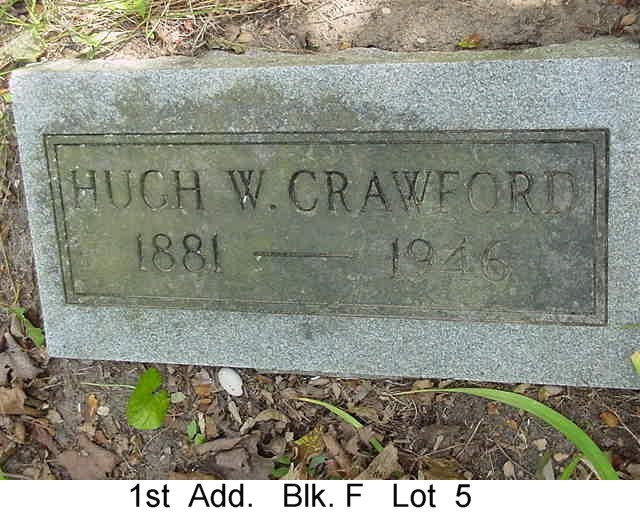 HUGH W. CRAWFORD
1881 — 1946
1st Add. Blk. F Lot 5